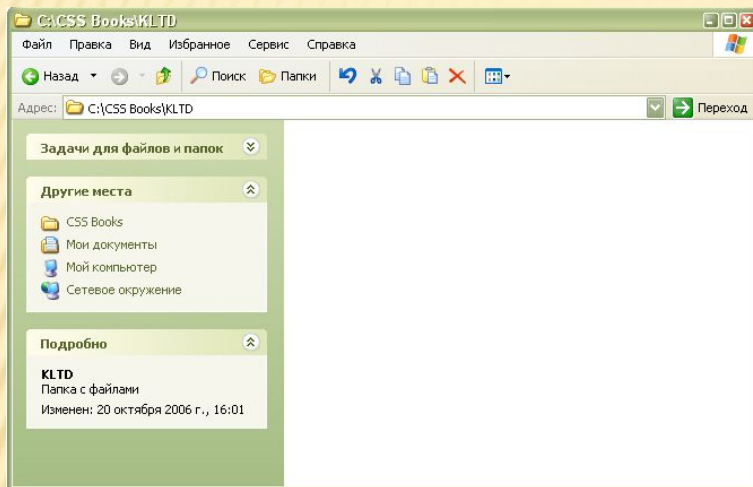 C:\CSS Books\KLTD
Файл Правка Вид Избранное Сервис Справка
Назад Поиск Папки
Адрес: C:\CSS Books\KLTD Переход
Задачи для файлов и папок
Другие места
CSS Books
Мои документы
Мой компьютер
Сетевое окружение
Подробно
KLTD
Папка с файлами
Изменен: 20 октября 2006 г., 16:01